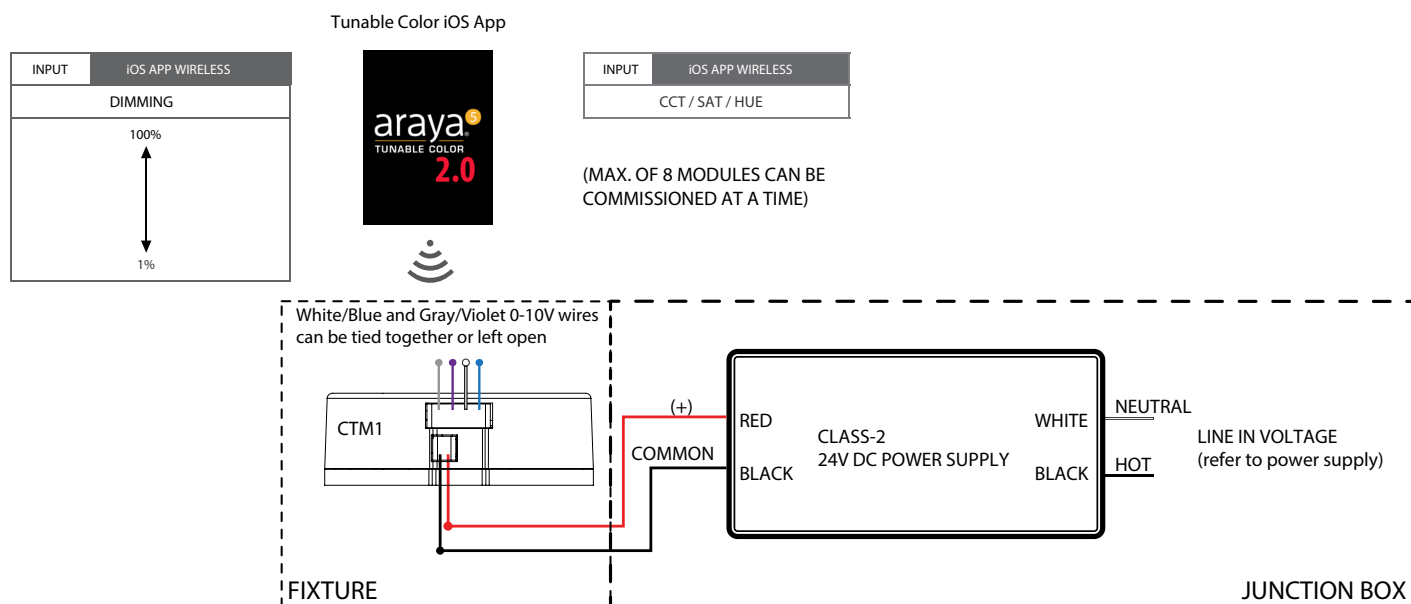 Tunable Color iOS App
INPUT iOS APP WIRELESS
DIMMING
100%
1%
araya® 5
TUNABLE COLOR
2.0
INPUT iOS APP WIRELESS
CCT / SAT / HUE
(MAX. OF 8 MODULES CAN BE
COMMISSIONED AT A TIME)
White/Blue and Gray/Violet 0-10V wires
can be tied together or left open
CTM1
(+)
COMMON
RED
BLACK
CLASS-2
24V DC POWER SUPPLY
WHITE
BLACK
NEUTRAL
HOT
LINE IN VOLTAGE
(refer to power supply)
FIXTURE
JUNCTION BOX